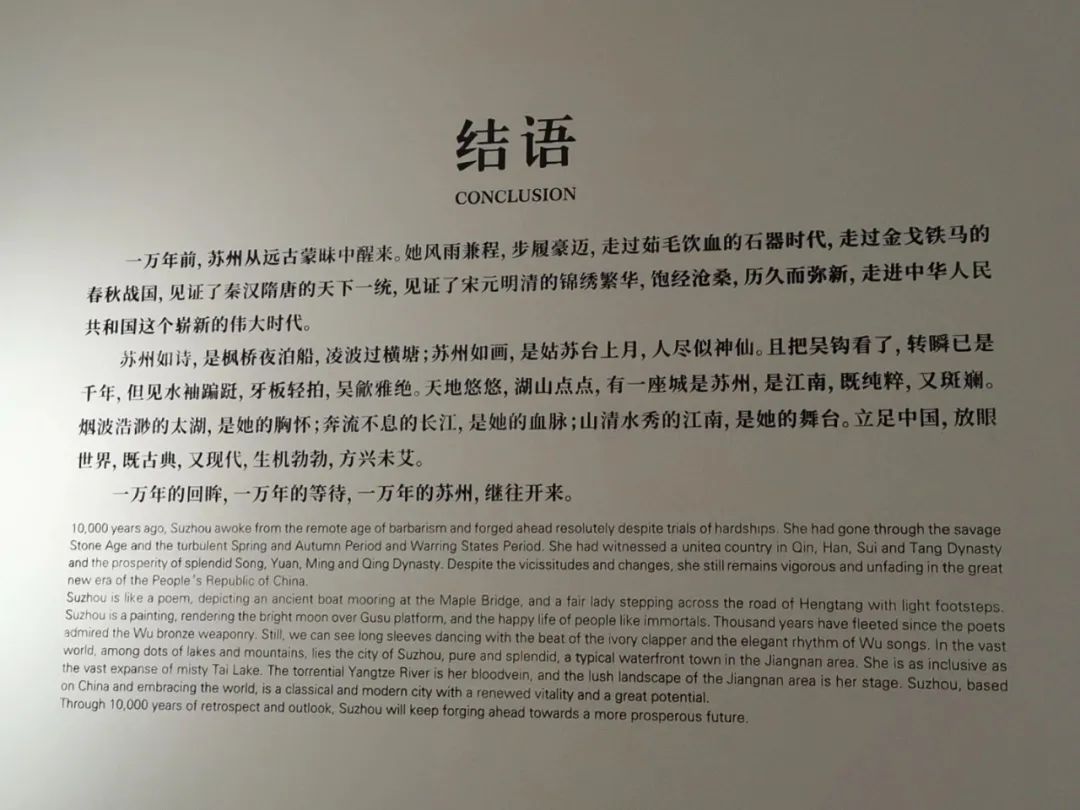 结语
CONCLUSION
一万年前,苏州从远古蒙昧中醒来。她风雨兼程,步履豪迈,走过茹毛饮血的石器时代,走过金戈铁马的
春秋战国,见证了秦汉隋唐的天下一统,见证了宋元明清的锦绣繁华,饱经沧桑,历久而弥新,走进中华人民
共和国这个崭新的伟大时代。
苏州如诗,是枫桥夜泊船,凌波过横塘;苏州如画,是姑苏台上月,人尽似神仙。且把吴钩看了,转瞬已是
千年,但见水袖蹁跹,牙板轻拍,吴歈雅绝。天地悠悠,湖山点点,有一座城是苏州,是江南,既纯粹,又斑斓。
烟波浩渺的太湖,是她的胸怀;奔流不息的长江,是她的血脉;山清水秀的江南,是她的舞台。立足中国,放眼
世界,既古典,又现代,生机勃勃,方兴未艾。
一万年的回眸,一万年的等待,一万年的苏州,继往开来。
10,000 years ago, Suzhou awoke from the remote age of barbarism and forged ahead resolutely despite trials of hardships. She had gone through the savage
Stone Age and the turbulent Spring and Autumn Period and Warring States Period. She had witnessed a united country in Qin, Han, Sui and Tang Dynasty
and the prosperity of splendid Song, Yuan, Ming and Qing Dynasty. Despite the vicissitudes and changes, she still remains vigorous and unfading in the great
new era of the People's Republic of China.
Suzhou is like a poem, depicting an ancient boat mooring at the Maple Bridge, and a fair lady stepping across the road of Hengtang with light footsteps.
Suzhou is a painting, rendering the bright moon over Gusu platform, and the happy life of people like immortals. Thousand years have fleeted since the poets
admired the Wu bronze weaponry. Still, we can see long sleeves dancing with the beat of the ivory clapper and the elegant rhythm of Wu songs. In the vast
world, among dots of lakes and mountains, lies the city of Suzhou, pure and splendid, a typical waterfront town in the Jiangnan area. She is as inclusive as
the vast expanse of misty Tai Lake. The torrential Yangtze River is her bloodvein, and the lush landscape of the Jiangnan area is her stage. Suzhou, based
on China and embracing the world, is a classical and modern city with a renewed vitality and a great potential.
Through 10,000 years of retrospect and outlook, Suzhou will keep forging ahead towards a more prosperous future.